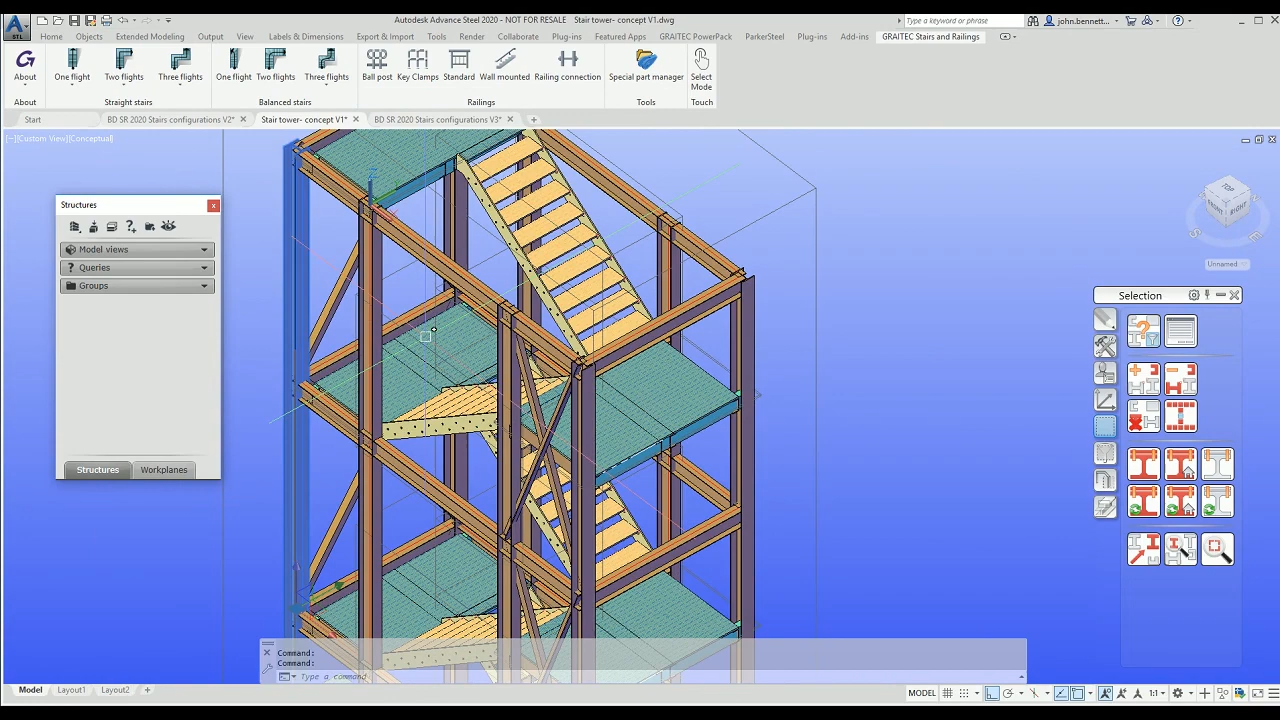 Autodesk Advance Steel 2020 - NOT FOR RESALE Stair tower- concept V1.dwg
Type a keyword or phrase
john.bennett...
STL
Home Objects Extended Modeling Output View Labels & Dimensions Export & Import Tools Render Collaborate Plug-ins Featured Apps GRAITEC PowerPack ParkerSteel Plug-ins Add-ins GRAITEC Stairs and Railings
About One flight Two flights Three flights One flight Two flights Three flights Ball post Key Clamps Standard Wall mounted Railing connection Special part manager Select
Mode
About Straight stairs Balanced stairs Railings Tools Touch
Start BD SR 2020 Stairs configurations V2* Stair tower- concept V1* BD SR 2020 Stairs configurations V3*
[−][Custom View][Conceptual]
Z
TOP
FRONT RIGHT
S E
Unnamed
Structures
Model views
Queries
Groups
Structures Workplanes
Selection
Command:
Command:
Type a command
Model Layout1 Layout2
MODEL 1:1